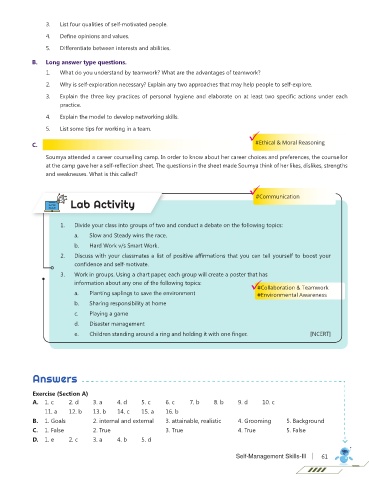 3. List four qualities of self-motivated people
4. Define opinions and values.
5. Differentiate between interests and abilities.
B. Long answer type questions.
1. What do you understand by teamwork? What are the advantages of teamwork?
2. Why is self-exploration necessary? Explain any two approaches that may help people to self-explore.
3. Explain the three key practices of personal hygiene and elaborate on at least two specific actions under each
practice.
4. Explain the model to develop networking skills.
5. List some tips for working in a team.
C.
#Ethical & Moral Reasoning
Soumya attended a career counselling camp. In order to know about her career choices and preferences, the counsellor
at the camp gave her a self-reflection sheet. The questions in the sheet made Soumya think of her likes, dislikes, strengths
and weaknesses. What is this called?
#Communication
Lab Activity
1. Divide your class into groups of two and conduct a debate on the following topics:
a. Slow and Steady wins the race.
b. Hard Work v/s Smart Work.
2. Discuss with your classmates a list of positive affirmations that you can tell yourself to boost your
confidence and self-motivate.
3. Work in groups. Using a chart paper, each group will create a poster that has
information about any one of the following topics:
#Collaboration & Teamwork
#Environmental Awareness
a. Planting saplings to save the environment
b. Sharing responsibility at home
c. Playing a game
d. Disaster management
e. Children standing around a ring and holding it with one finger. [NCERT]
Answers
Exercise (Section A)
A. 1. c 2. d 3. a 4. d 5. c 6. c 7. b 8. b 9. d 10. c
11. a 12. b 13. b 14. c 15. a 16. b
B. 1. Goals 2. internal and external 3. attainable, realistic 4. Grooming 5. Background
C. 1. False 2. True 3. True 4. True 5. False
D. 1. e 2. c 3. a 4. b 5. d
Self-Management Skills-III | 61